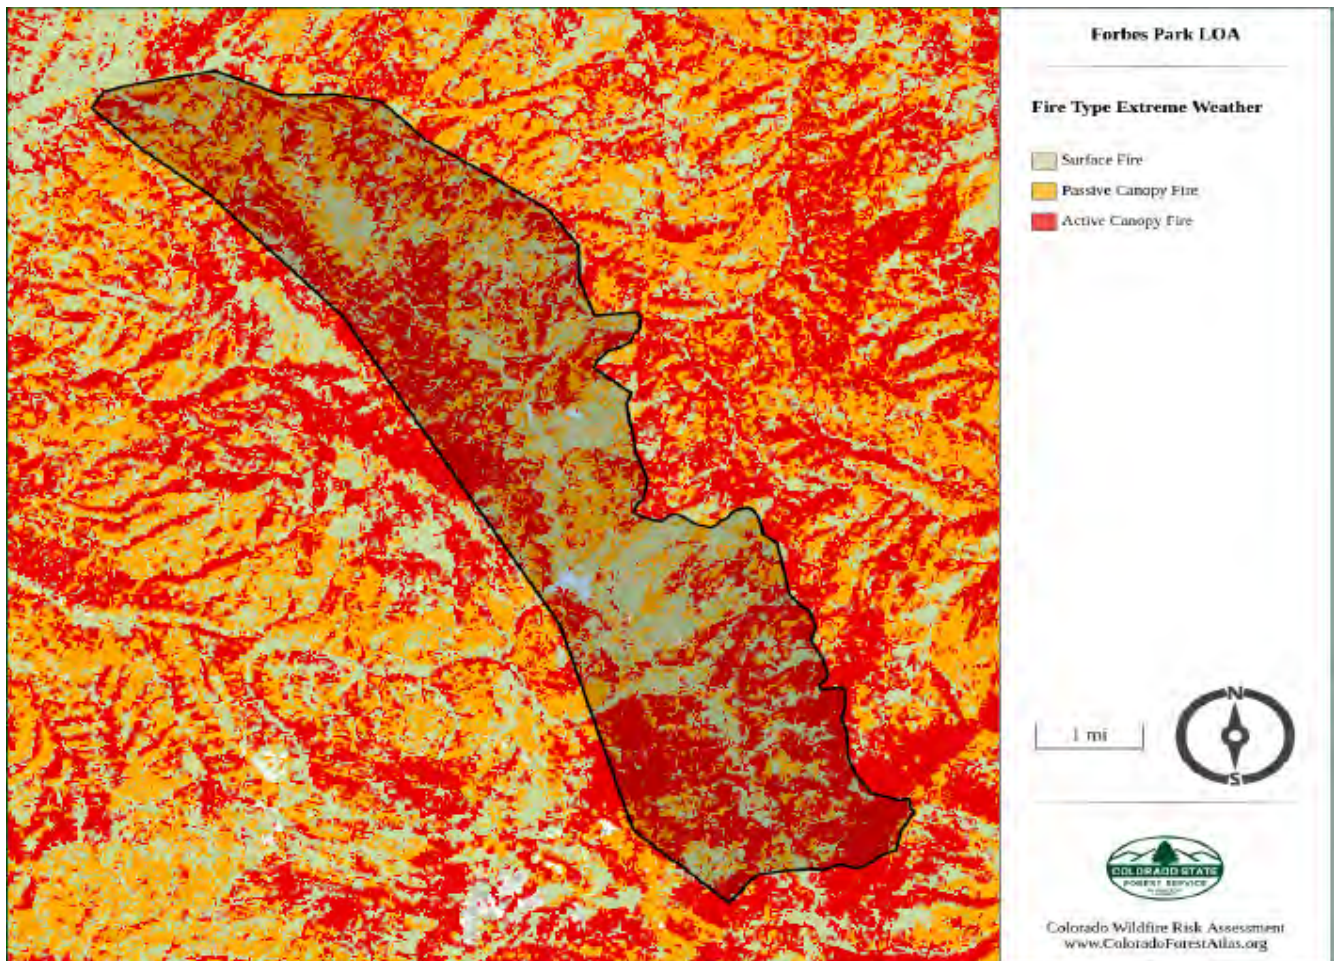 Forbes Park LOA
Fire Type Extreme Weather
Surface Fire
Passive Canopy Fire
Active Canopy Fire
1 mi
N
S
COLORADO STATE
FOREST SERVICE
Colorado Wildfire Risk Assessment
www.ColoradoForestAtlas.org